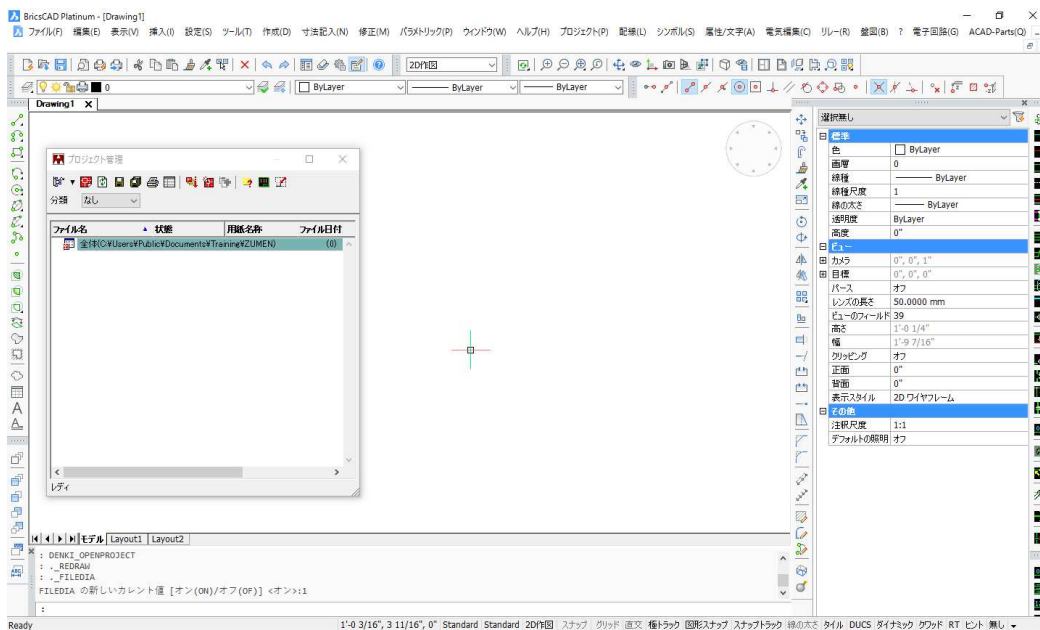 BricsCAD Platinum - [Drawing1]
ファイル(F) 編集(E) 表示(V) 挿入(I) 設定(S) ツール(T) 作成(D) 寸法記入(N) 修正(M) パラメトリック(P) ウィンドウ(W) ヘルプ(H) プロジェクト(P) 配線(L) シンボル(S) 属性/文字(A) 電気編集(C) リレー(R) 盤図(B) ? 電子回路(G) ACAD-Parts(Q)
2D作図
0 ByLayer ByLayer ByLayer
Drawing1 X
プロジェクト管理
分類 なし
ファイル名 状態 用紙名称 ファイル日付
全体(C:¥Users¥Public¥Documents¥Training¥ZUMEN) (0)
レディ
選択無し
標準
色 ByLayer
画層 0
線種 ByLayer
線種尺度 1
線の太さ ByLayer
透明度 ByLayer
高度 0"
ビュー
カメラ 0", 0", 1"
目標 0", 0", 0"
パース オフ
レンズの長さ 50.0000 mm
ビューのフィールド 39
高さ 1'-0 1/4"
幅 1'-9 7/16"
クリッピング オフ
正面 0"
背面 0"
表示スタイル 2D ワイヤフレーム
その他
注釈尺度 1:1
デフォルトの照明 オフ
モデル Layout1 Layout2
: DENKI_OPENPROJECT
: ._REDRAW
: ._FILEDIA
FILEDIA の新しいカレント値 [オン(ON)/オフ(OF)] <オン>:1
:
Ready 1'-0 3/16", 3 11/16", 0" Standard Standard 2D作図 スナップ グリッド 直交 極トラック 図形スナップ スナップトラック 線の太さ タイル DUCS ダイナミック クワッド RT ヒント 無し